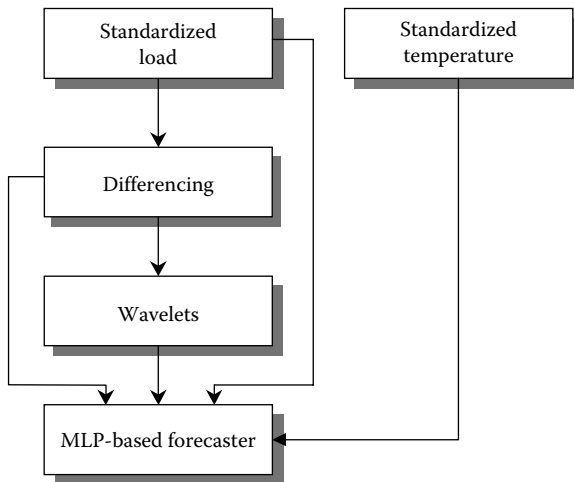 Standardized
load
Standardized
temperature
Differencing
Wavelets
MLP-based forecaster